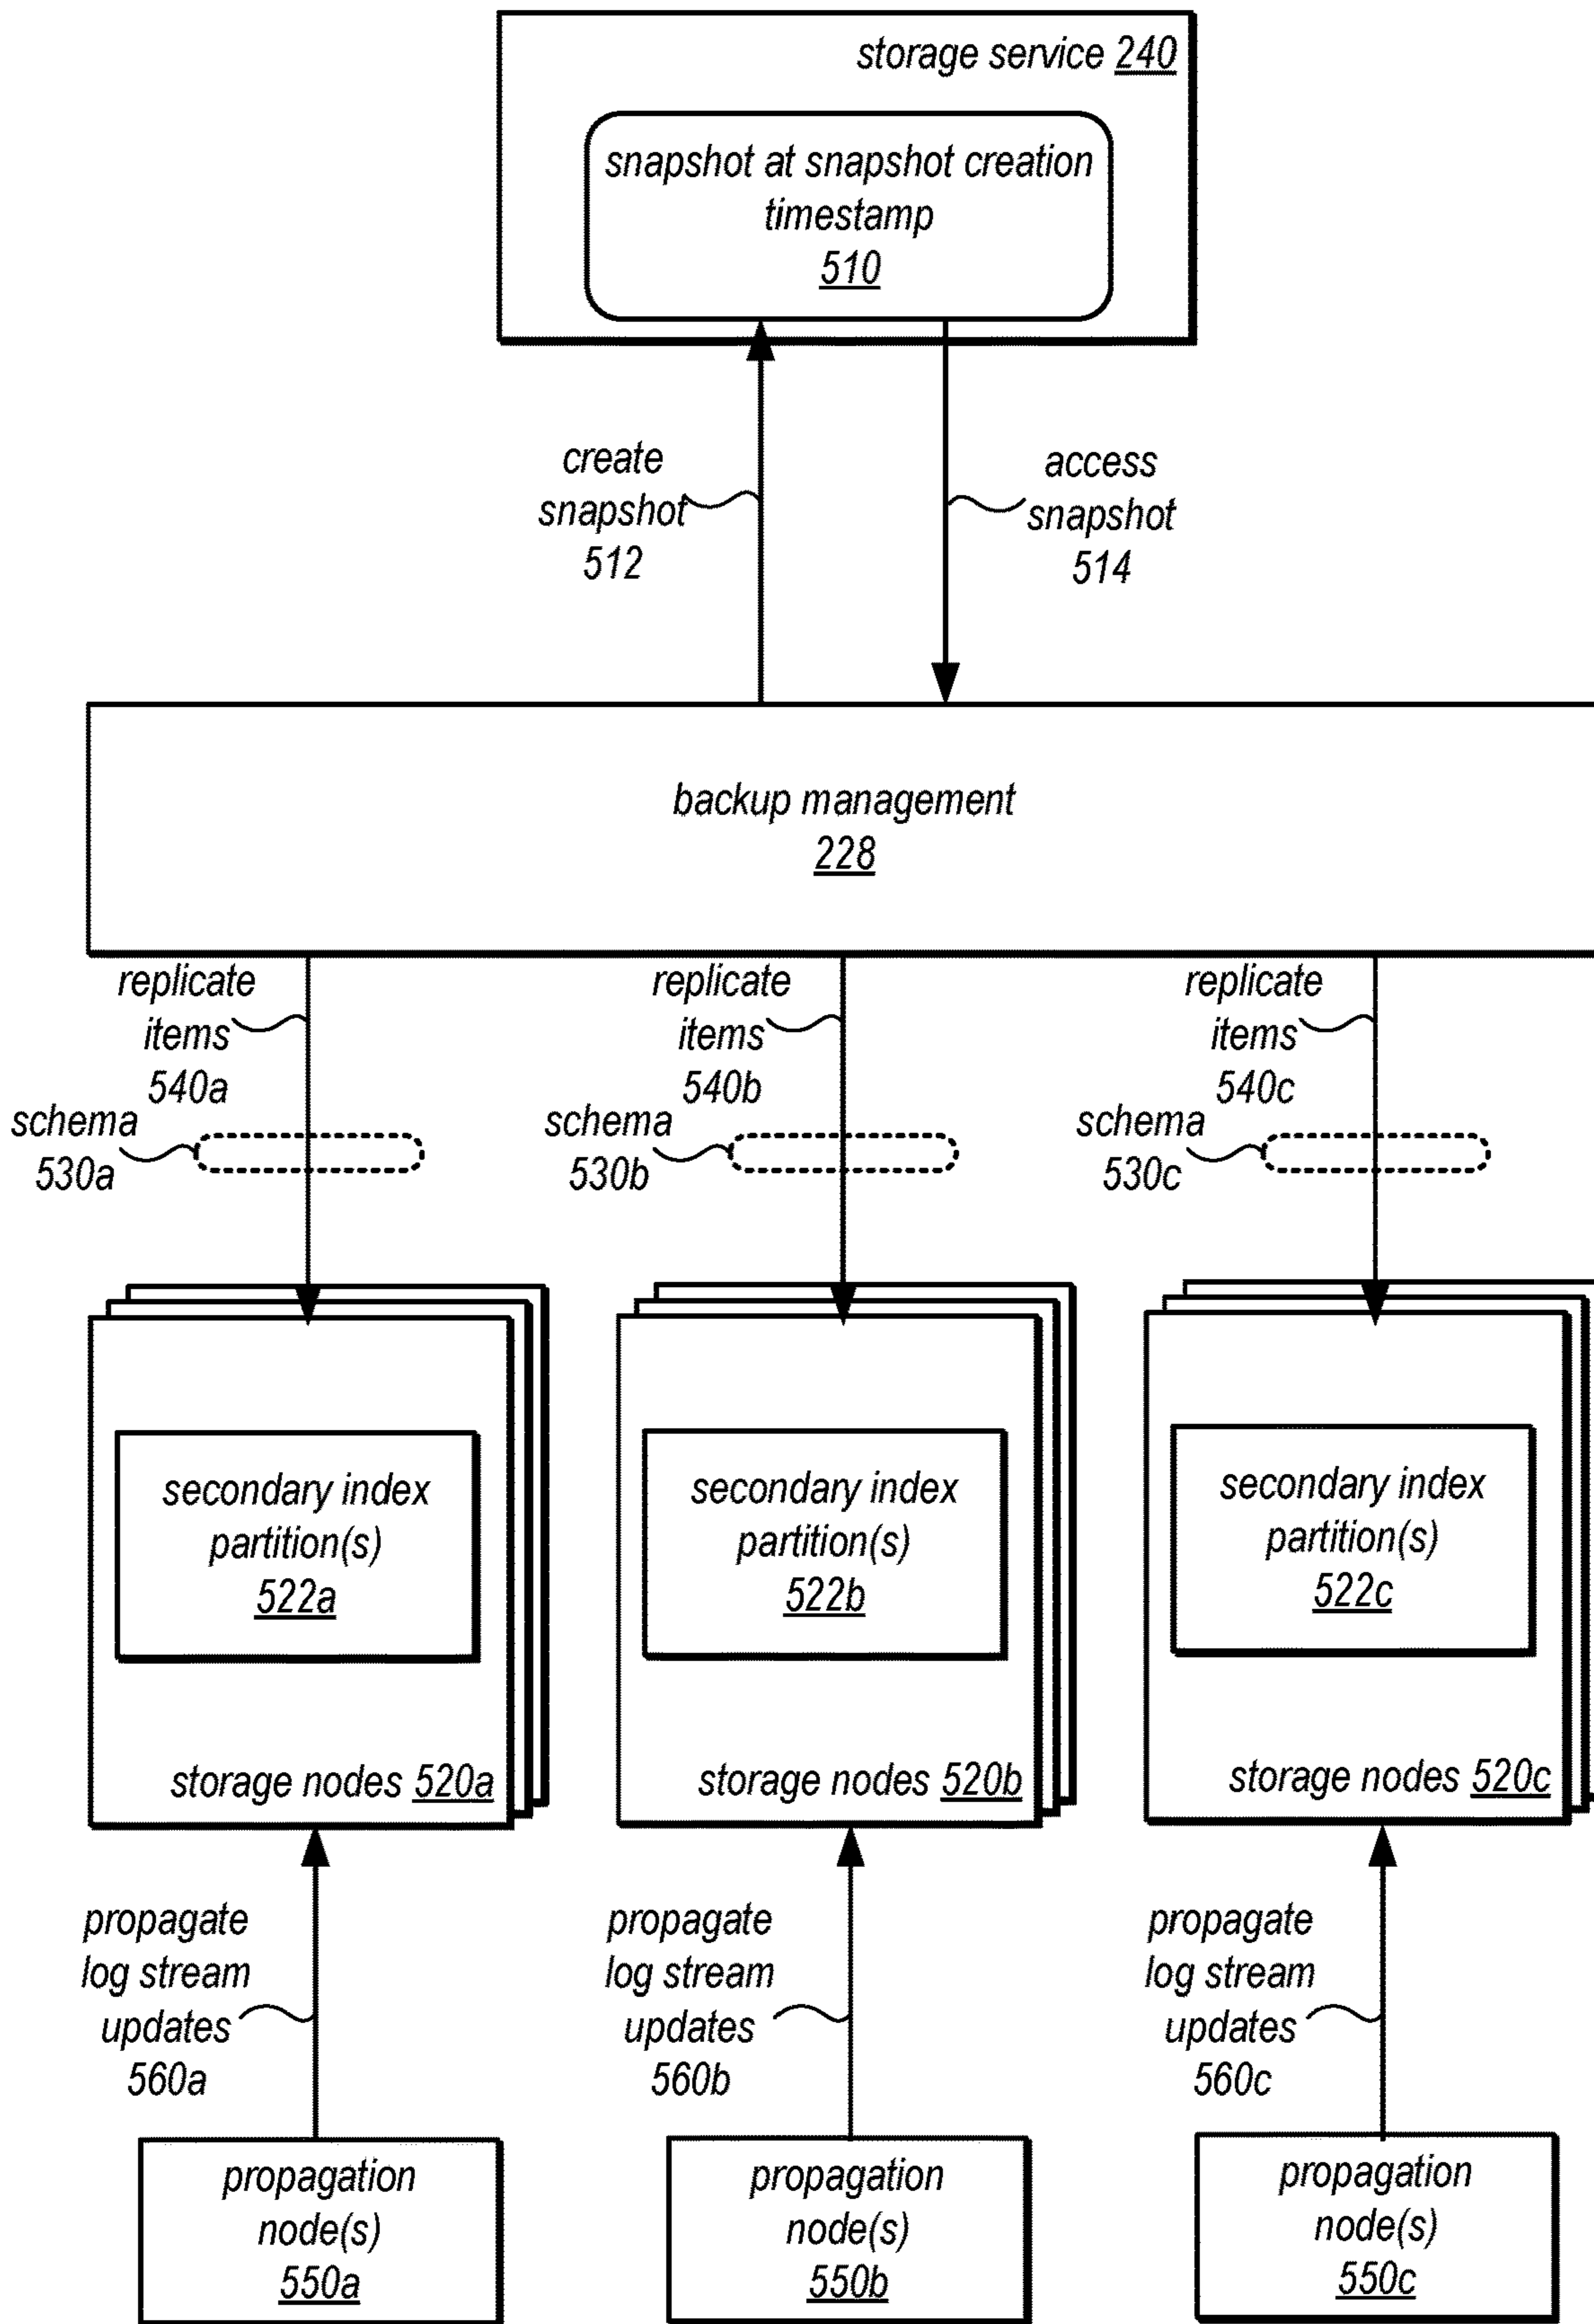 storage service 240
snapshot at snapshot creation
timestamp
510
create
snapshot
512
access
snapshot
514
backup management
228
replicate
items
540a
schema
530a
replicate
items
540b
schema
530b
replicate
items
540c
schema
530c
secondary index
partition(s)
522a
storage nodes 520a
secondary index
partition(s)
522b
storage nodes 520b
secondary index
partition(s)
522c
storage nodes 520c
propagate
log stream
updates
560a
propagate
log stream
updates
560b
propagate
log stream
updates
560c
propagation
node(s)
550a
propagation
node(s)
550b
propagation
node(s)
550c